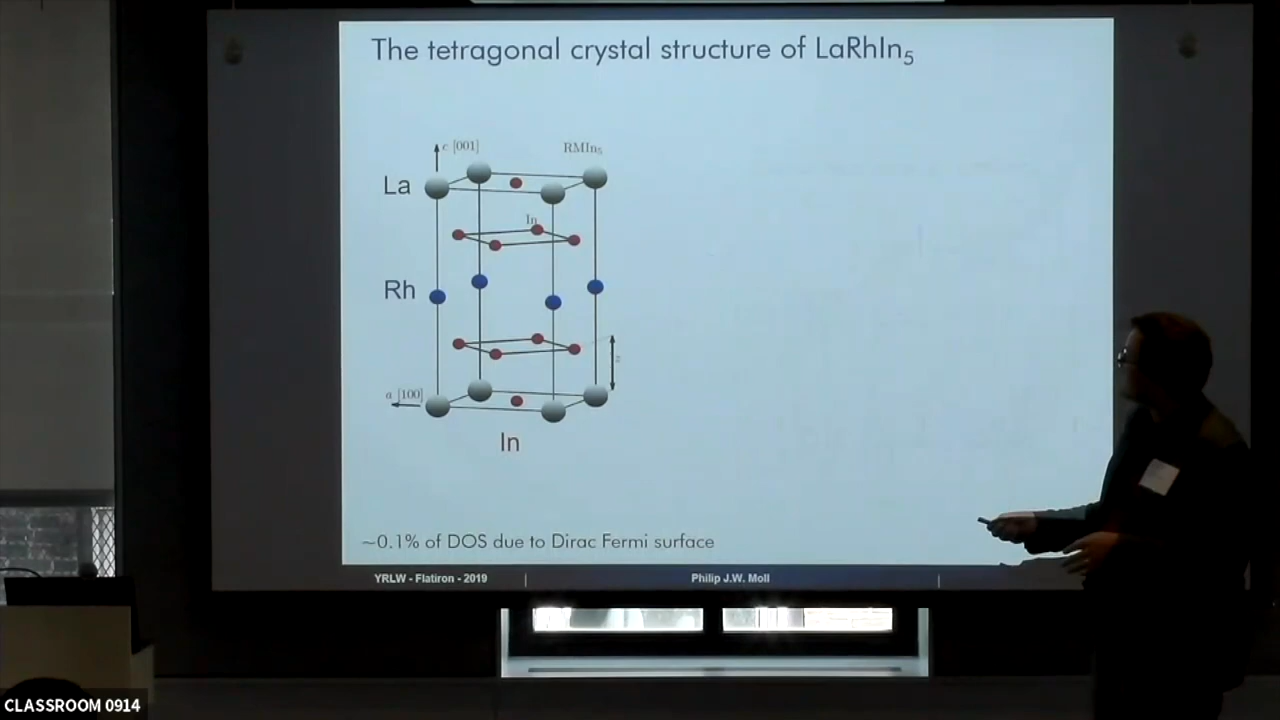 The tetragonal crystal structure of LaRhIn5
c [001]
RMIn5
La
In
Rh
z
a [100]
In
~0.1% of DOS due to Dirac Fermi surface
YRLW - Flatiron - 2019 | Philip J.W. Moll |
CLASSROOM 0914